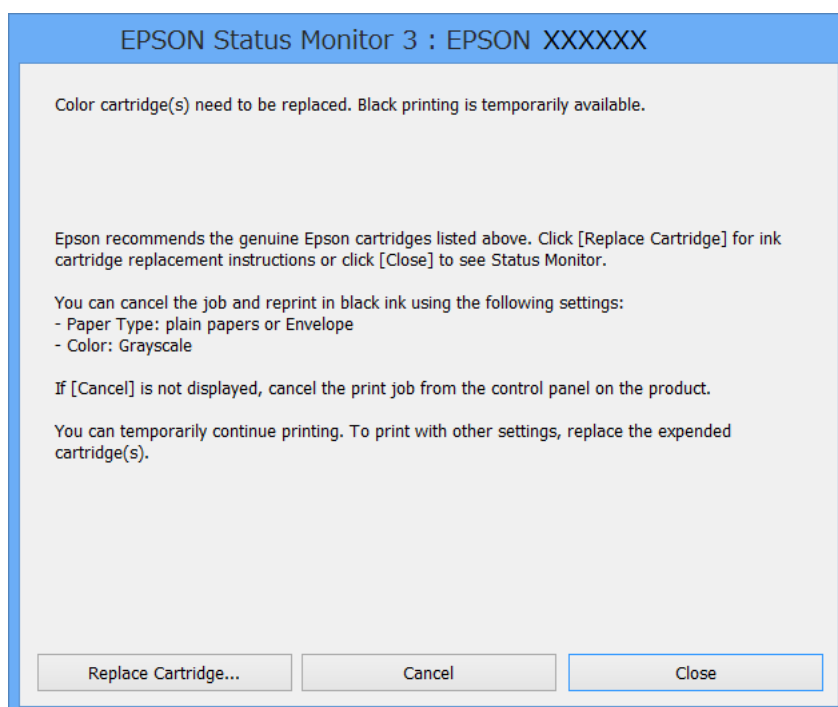 EPSON Status Monitor 3 : EPSON XXXXXX
Color cartridge(s) need to be replaced. Black printing is temporarily available.
Epson recommends the genuine Epson cartridges listed above. Click [Replace Cartridge] for ink
cartridge replacement instructions or click [Close] to see Status Monitor.
You can cancel the job and reprint in black ink using the following settings:
- Paper Type: plain papers or Envelope
- Color: Grayscale
If [Cancel] is not displayed, cancel the print job from the control panel on the product.
You can temporarily continue printing. To print with other settings, replace the expended
cartridge(s).
Replace Cartridge... Cancel Close